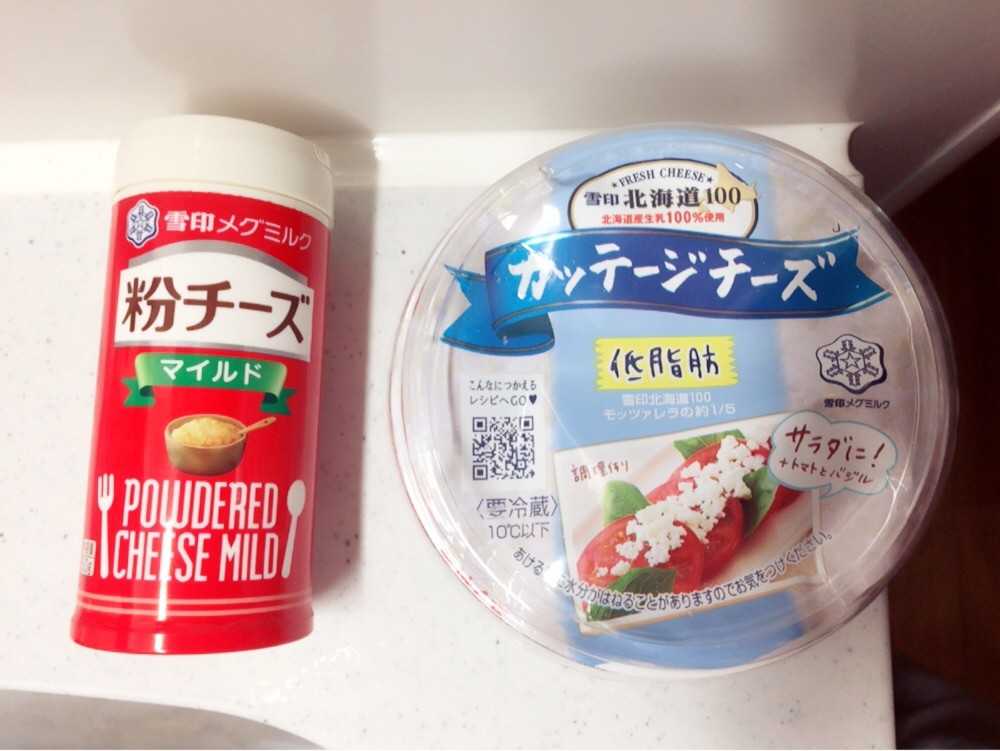 雪印メグミルク
粉チーズ
マイルド
POWDERED
CHEESE MILD
FRESH CHEESE
雪印 北海道100
北海道産生乳100%使用
カッテージチーズ
低脂肪
雪印北海道100
モッツァレラの約1/5
雪印メグミルク
こんなにつかえる
レシピへGO♥
〈要冷蔵〉
10℃以下
調理例
サラダに!
+トマトとバジル
あける 水分がはねることがありますのでお気をつけください。